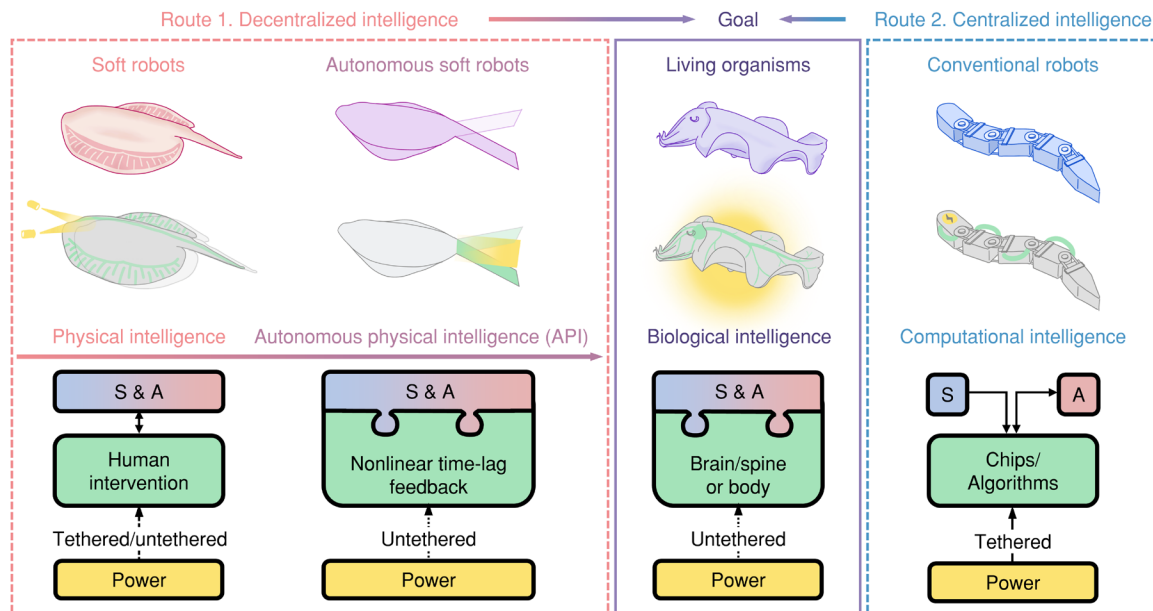 Route 1. Decentralized intelligence
Goal
Route 2. Centralized intelligence
Soft robots
Autonomous soft robots
Living organisms
Conventional robots
Physical intelligence
Autonomous physical intelligence (API)
Biological intelligence
Computational intelligence
S & A
Human
intervention
Tethered/untethered
Power
S & A
Nonlinear time-lag
feedback
Untethered
Power
S & A
Brain/spine
or body
Untethered
Power
S
A
Chips/
Algorithms
Tethered
Power